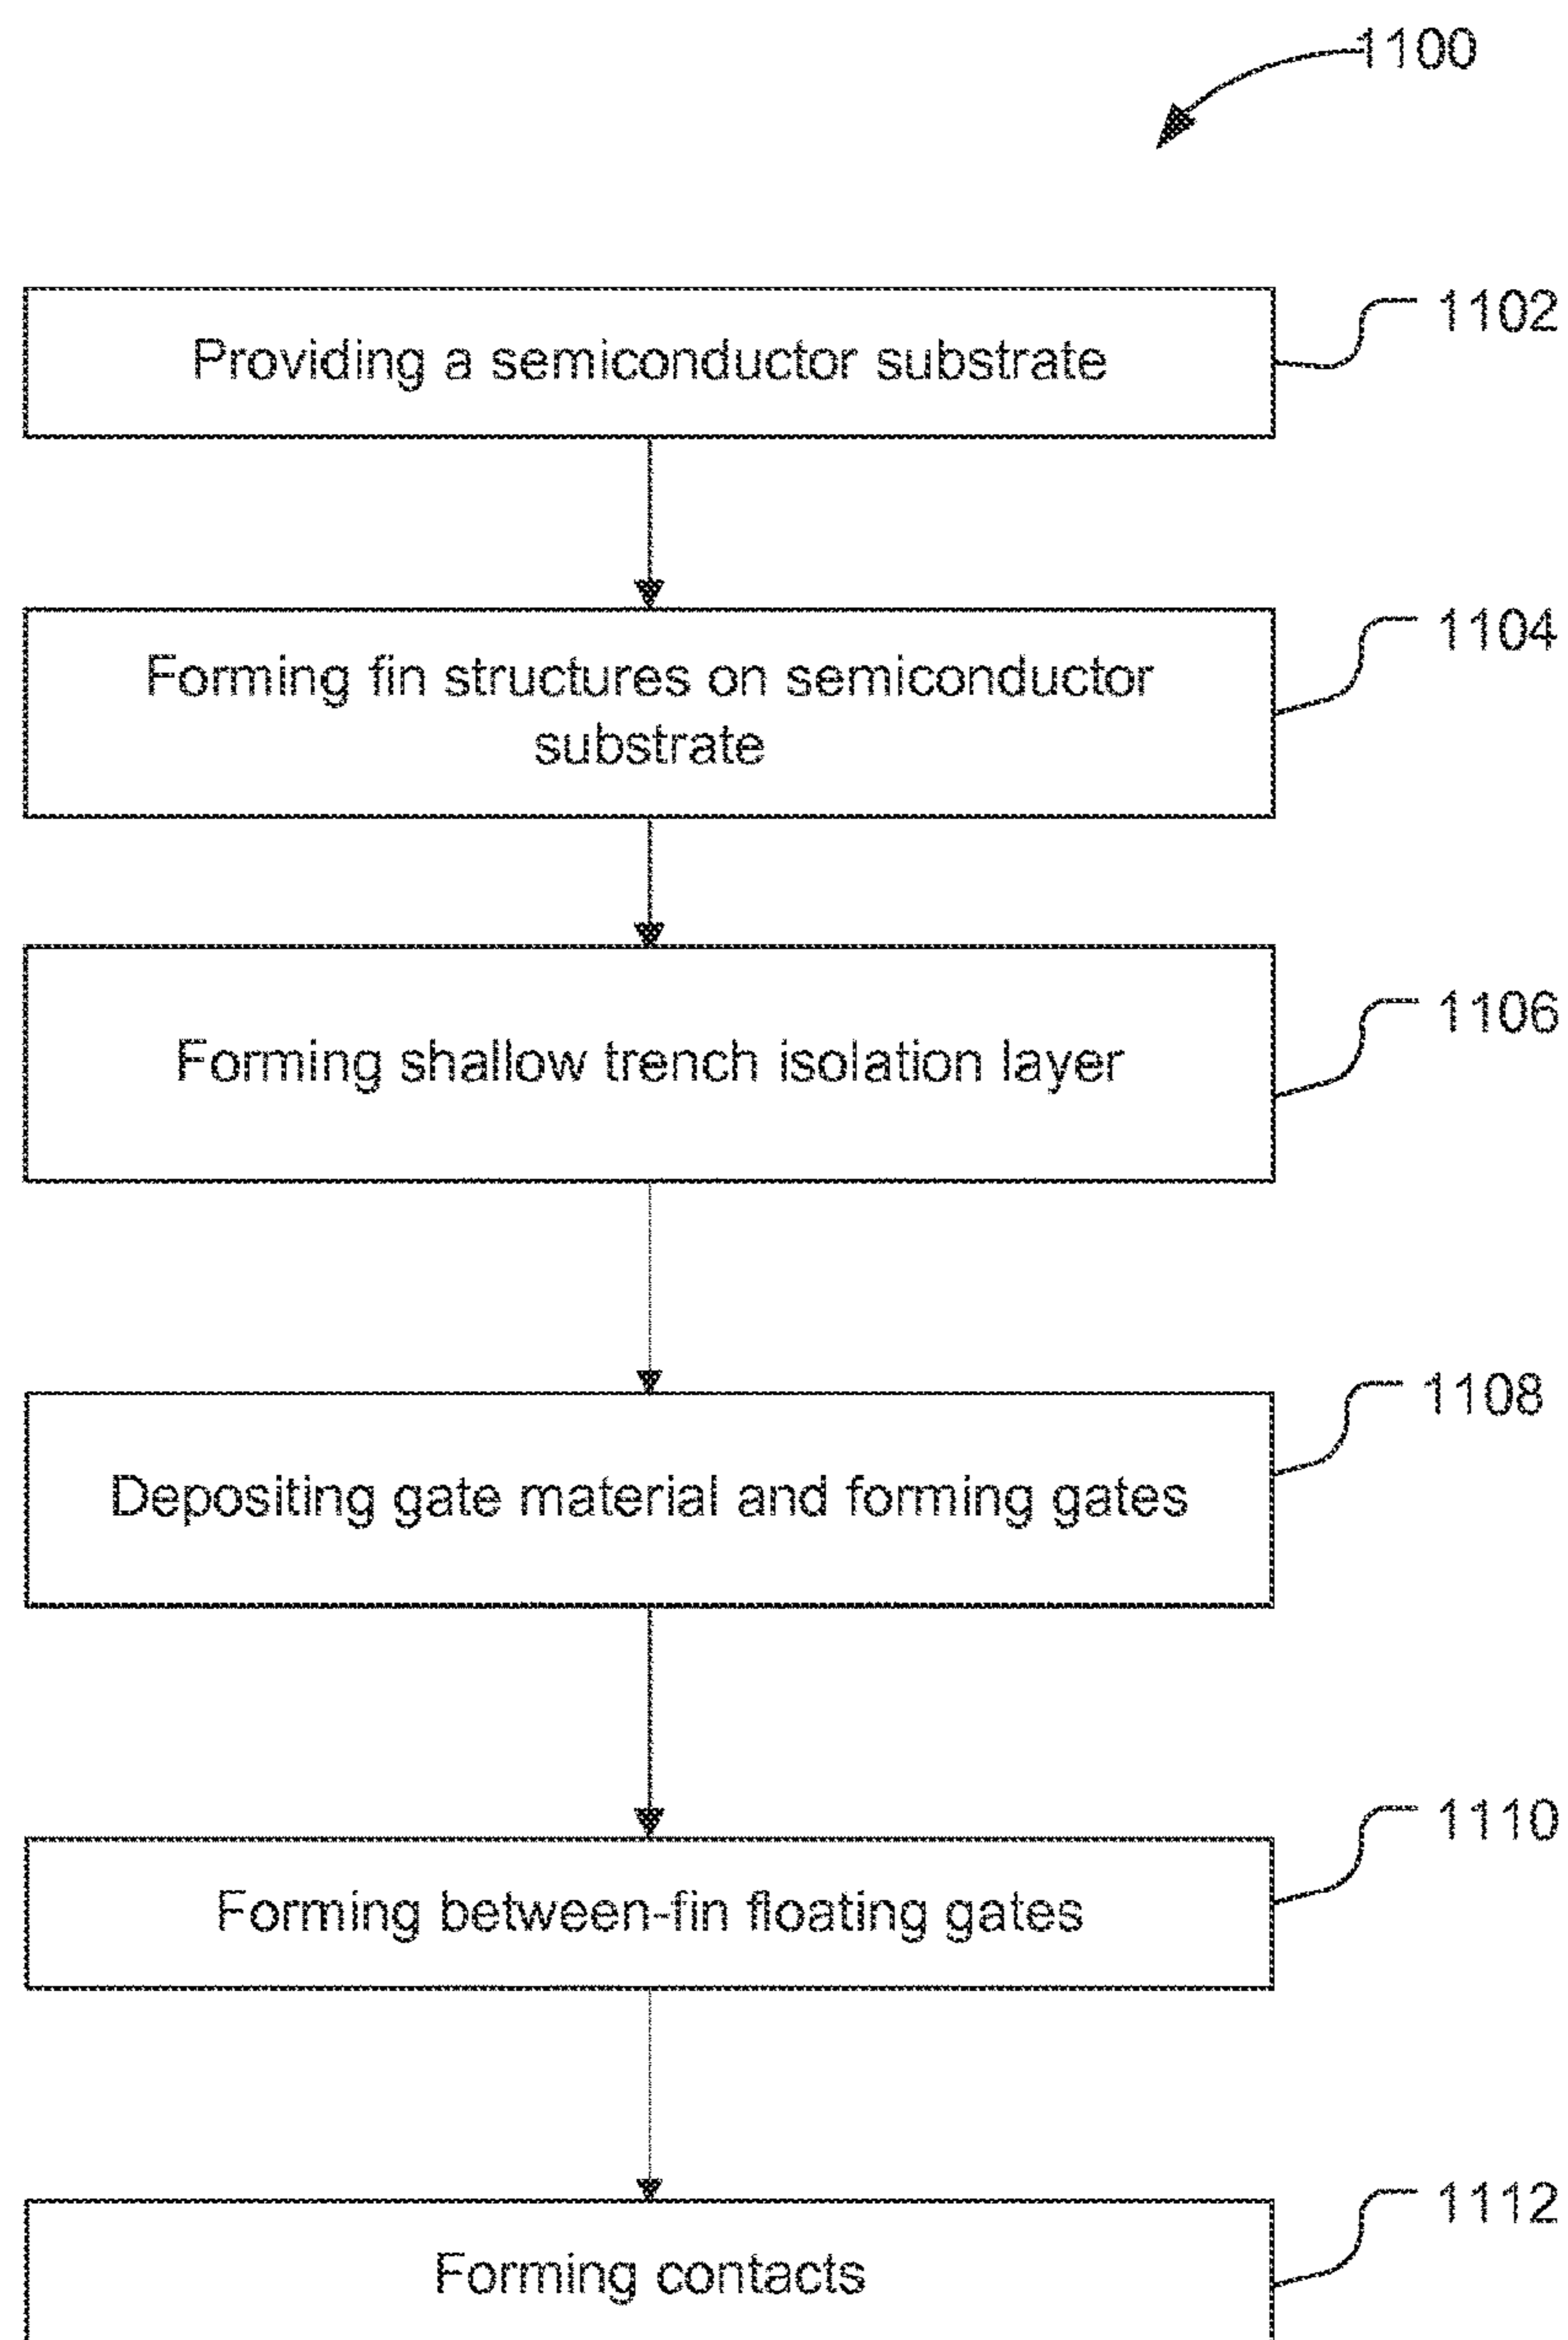 1100
Providing a semiconductor substrate
1102
Forming fin structures on semiconductor
substrate
1104
Forming shallow trench isolation layer
1106
Depositing gate material and forming gates
1108
Forming between-fin floating gates
1110
Forming contacts
1112